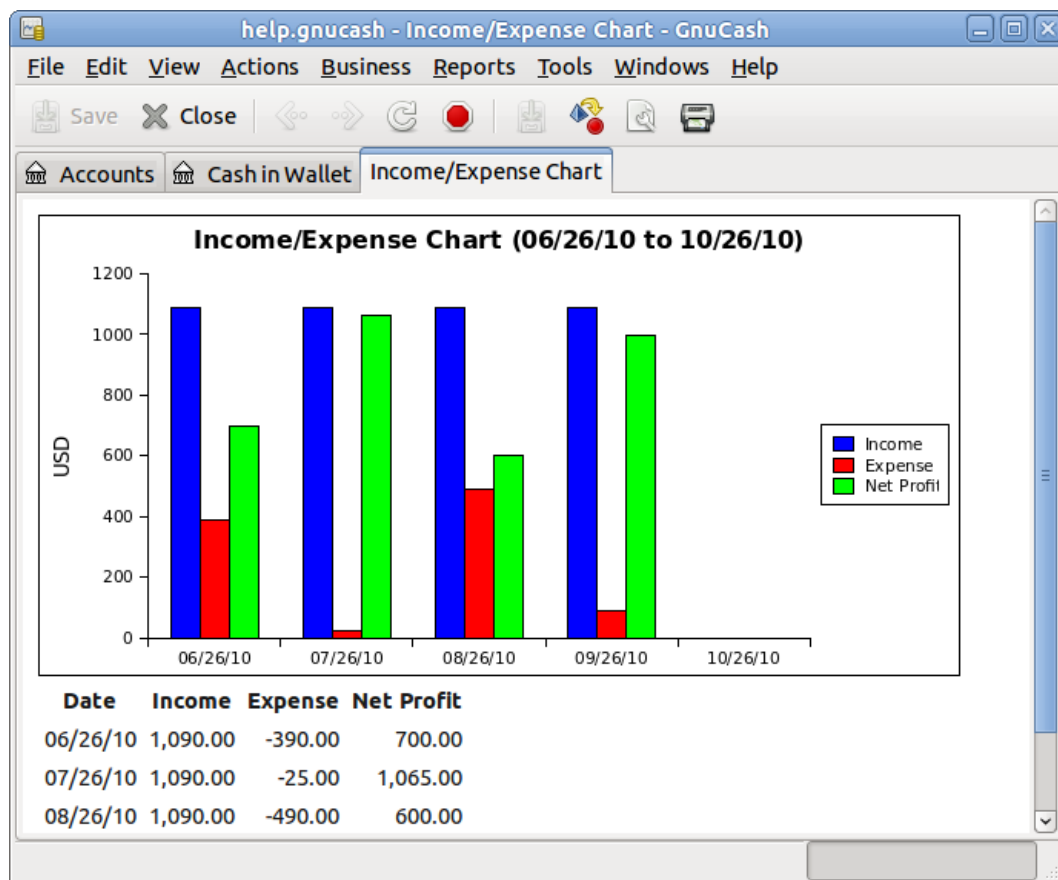 help.gnucash - Income/Expense Chart - GnuCash
File Edit View Actions Business Reports Tools Windows Help
Save Close
Accounts Cash in Wallet Income/Expense Chart
Income/Expense Chart (06/26/10 to 10/26/10)
1200
1000
800
600
400
200
0
USD
06/26/10 07/26/10 08/26/10 09/26/10 10/26/10
Income
Expense
Net Profit
Date Income Expense Net Profit
06/26/10 1,090.00 -390.00 700.00
07/26/10 1,090.00 -25.00 1,065.00
08/26/10 1,090.00 -490.00 600.00